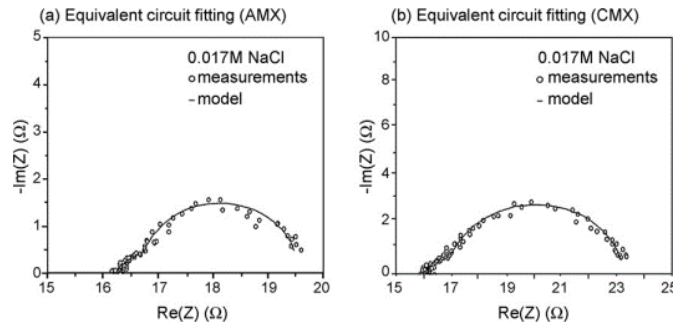 (a) Equivalent circuit fitting (AMX)
5
4
3
2
1
0
-Im(Z) (Ω)
0.017M NaCl
measurements
model
15 16 17 18 19 20
Re(Z) (Ω)
(b) Equivalent circuit fitting (CMX)
10
8
6
4
2
0
-Im(Z) (Ω)
0.017M NaCl
measurements
model
15 17 19 21 23 25
Re(Z) (Ω)